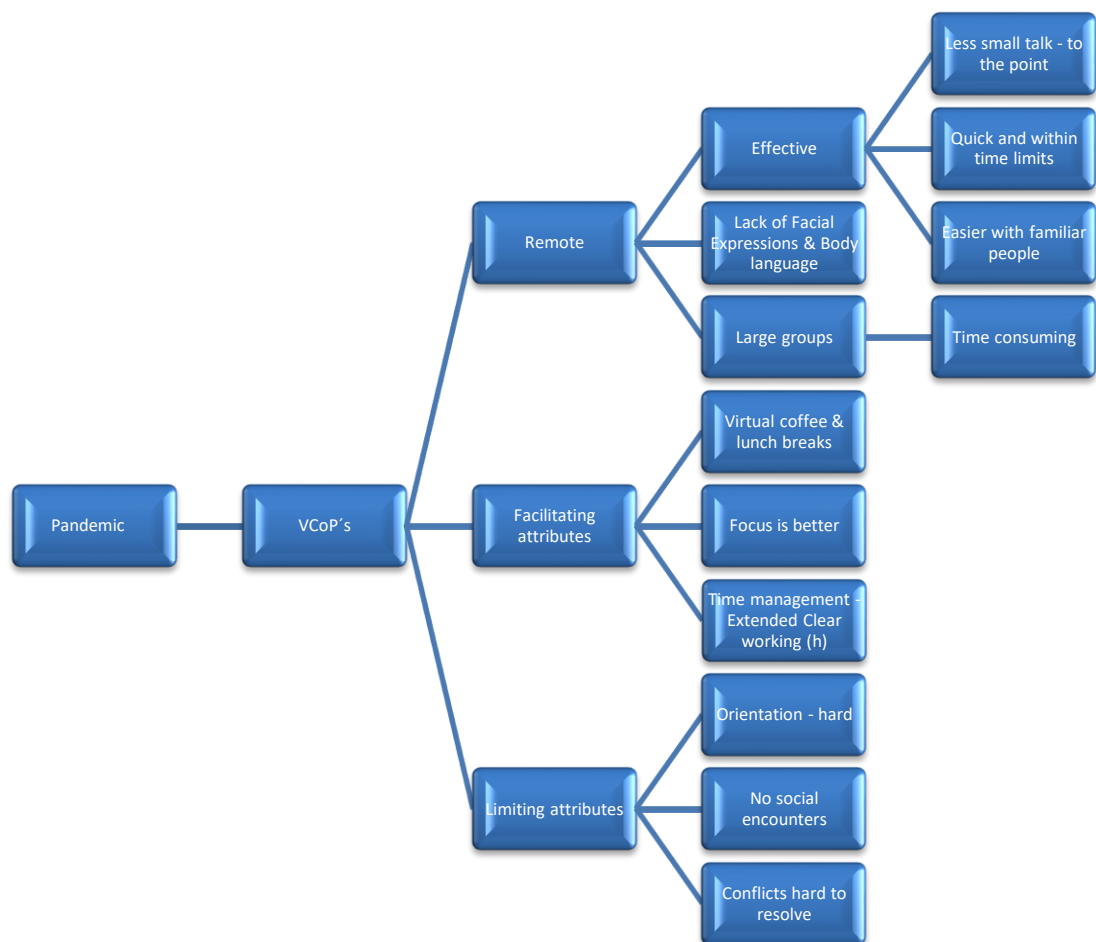 Pandemic
VCoP´s
Remote
Effective
Less small talk - to
the point
Quick and within
time limits
Easier with familiar
people
Lack of Facial
Expressions & Body
language
Large groups
Time consuming
Facilitating
attributes
Virtual coffee &
lunch breaks
Focus is better
Time management -
Extended Clear
working (h)
Limiting attributes
Orientation - hard
No social
encounters
Conflicts hard to
resolve